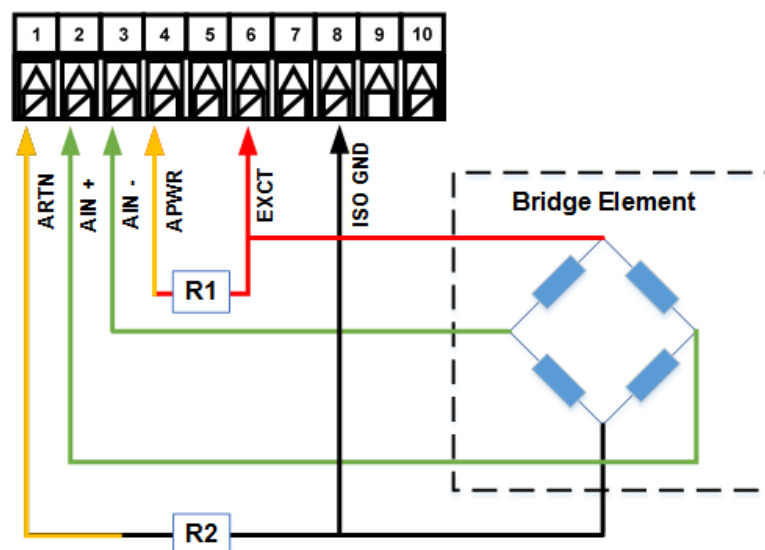 1 2 3 4 5 6 7 8 9 10
ARTN
AIN +
AIN -
APWR
EXCT
ISO GND
Bridge Element
R1
R2